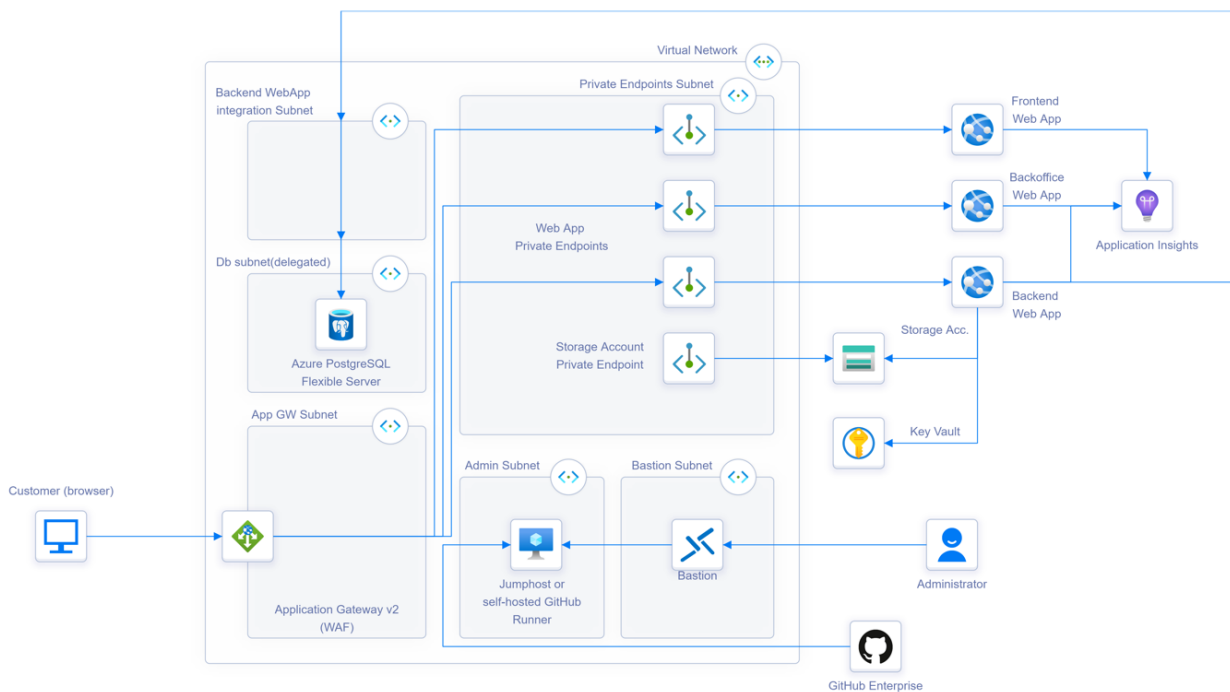 Virtual Network
Private Endpoints Subnet
Backend WebApp
integration Subnet
Frontend
Web App
Backoffice
Web App
Web App
Private Endpoints
Application Insights
Db subnet(delegated)
Backend
Web App
Storage Acc.
Storage Account
Private Endpoint
Azure PostgreSQL
Flexible Server
App GW Subnet
Key Vault
Admin Subnet
Bastion Subnet
Customer (browser)
Bastion
Administrator
Jumphost or
self-hosted GitHub
Runner
Application Gateway v2
(WAF)
GitHub Enterprise